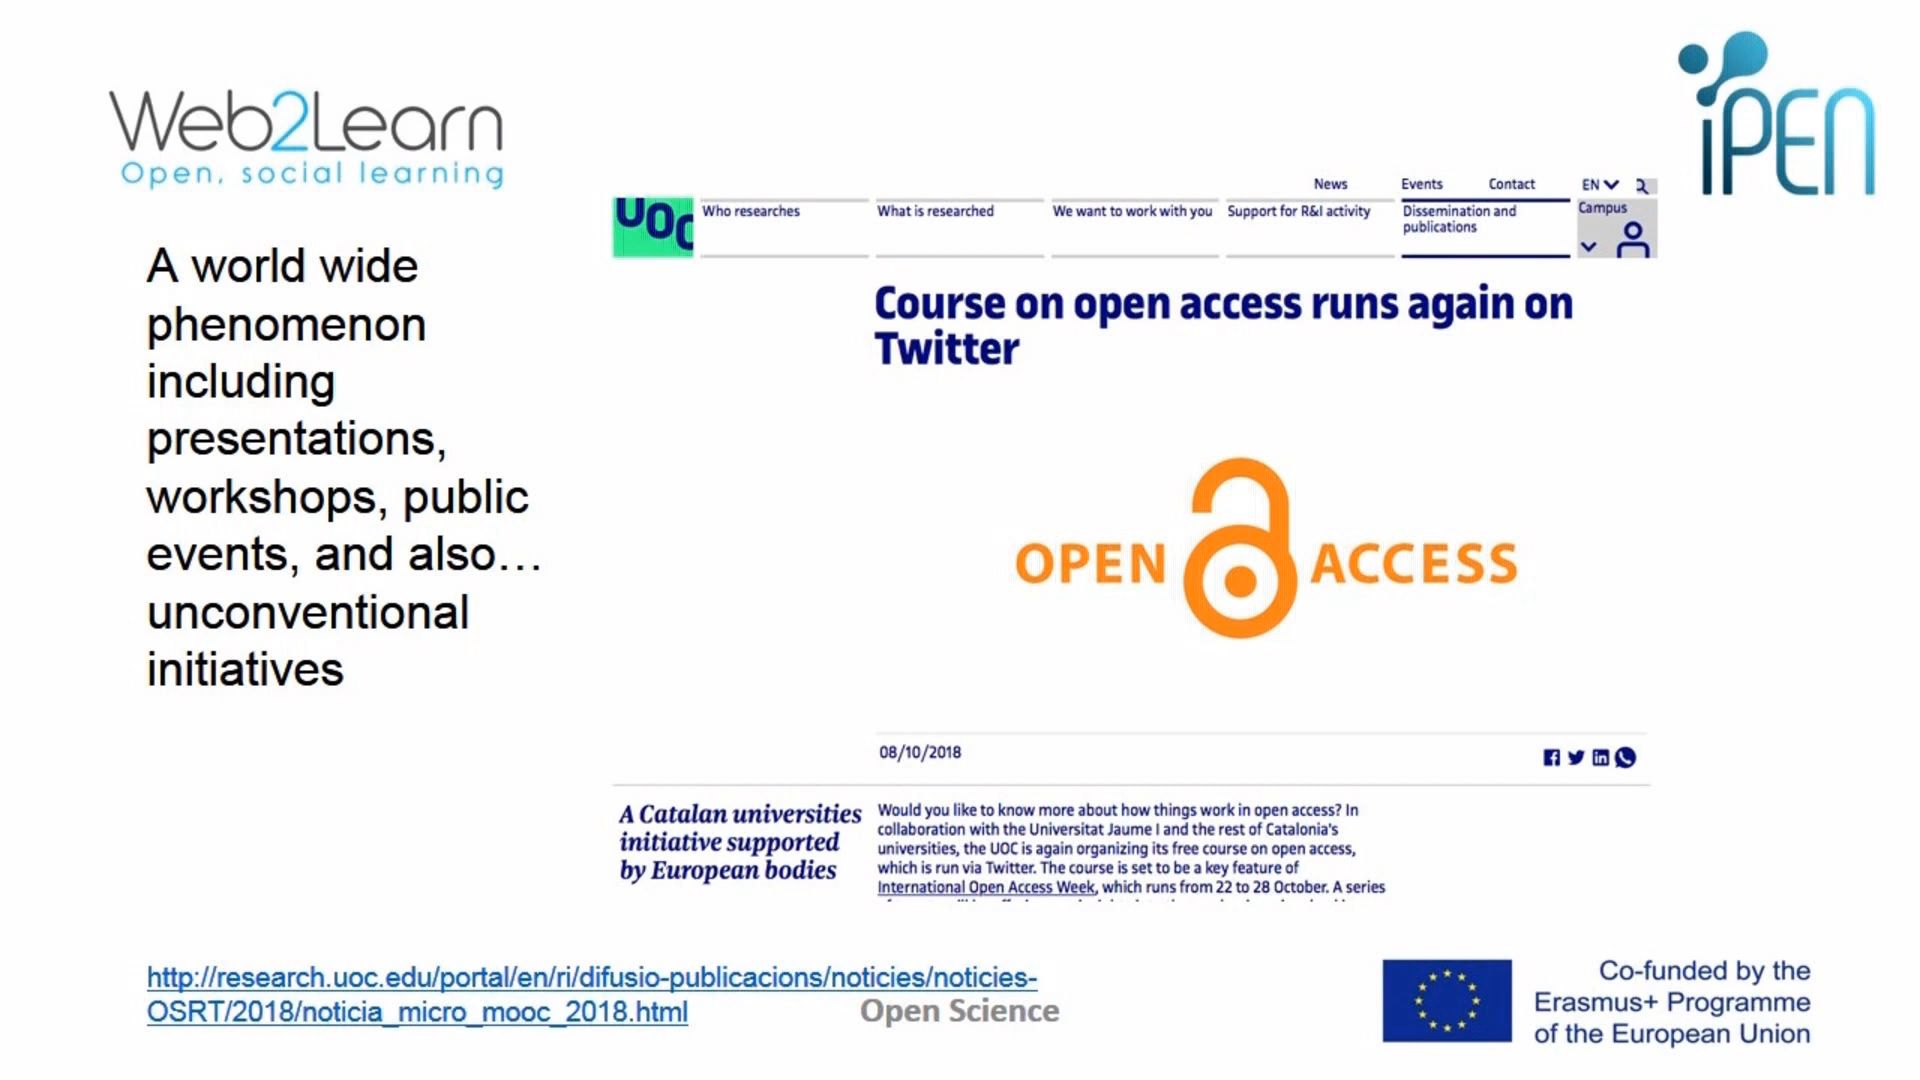 Web2Learn
Open, social learning
iPEN
A world wide
phenomenon
including
presentations,
workshops, public
events, and also…
unconventional
initiatives
News
Events
Contact
EN
UOC
Who researches
What is researched
We want to work with you
Support for R&I activity
Dissemination and
publications
Campus
Course on open access runs again on
Twitter
OPEN ACCESS
08/10/2018
A Catalan universities
initiative supported
by European bodies
Would you like to know more about how things work in open access? In
collaboration with the Universitat Jaume I and the rest of Catalonia's
universities, the UOC is again organizing its free course on open access,
which is run via Twitter. The course is set to be a key feature of
International Open Access Week, which runs from 22 to 28 October. A series
http://research.uoc.edu/portal/en/ri/difusio-publicacions/noticies/noticies-
OSRT/2018/noticia_micro_mooc_2018.html
Open Science
Co-funded by the
Erasmus+ Programme
of the European Union